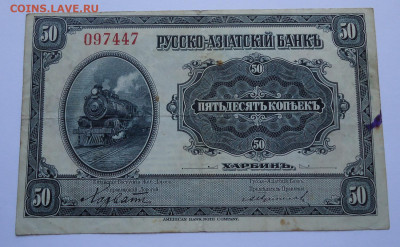 COINS.LAVE.RU
50 50
097447
РУССКО-АЗІАТСКІЙ БАНКЪ
50
ПЯТЬДЕСЯТЪ КОПѢЕКЪ
50
ХАРБИНЪ.
50 50
AMERICAN BANK NOTE COMPANY.